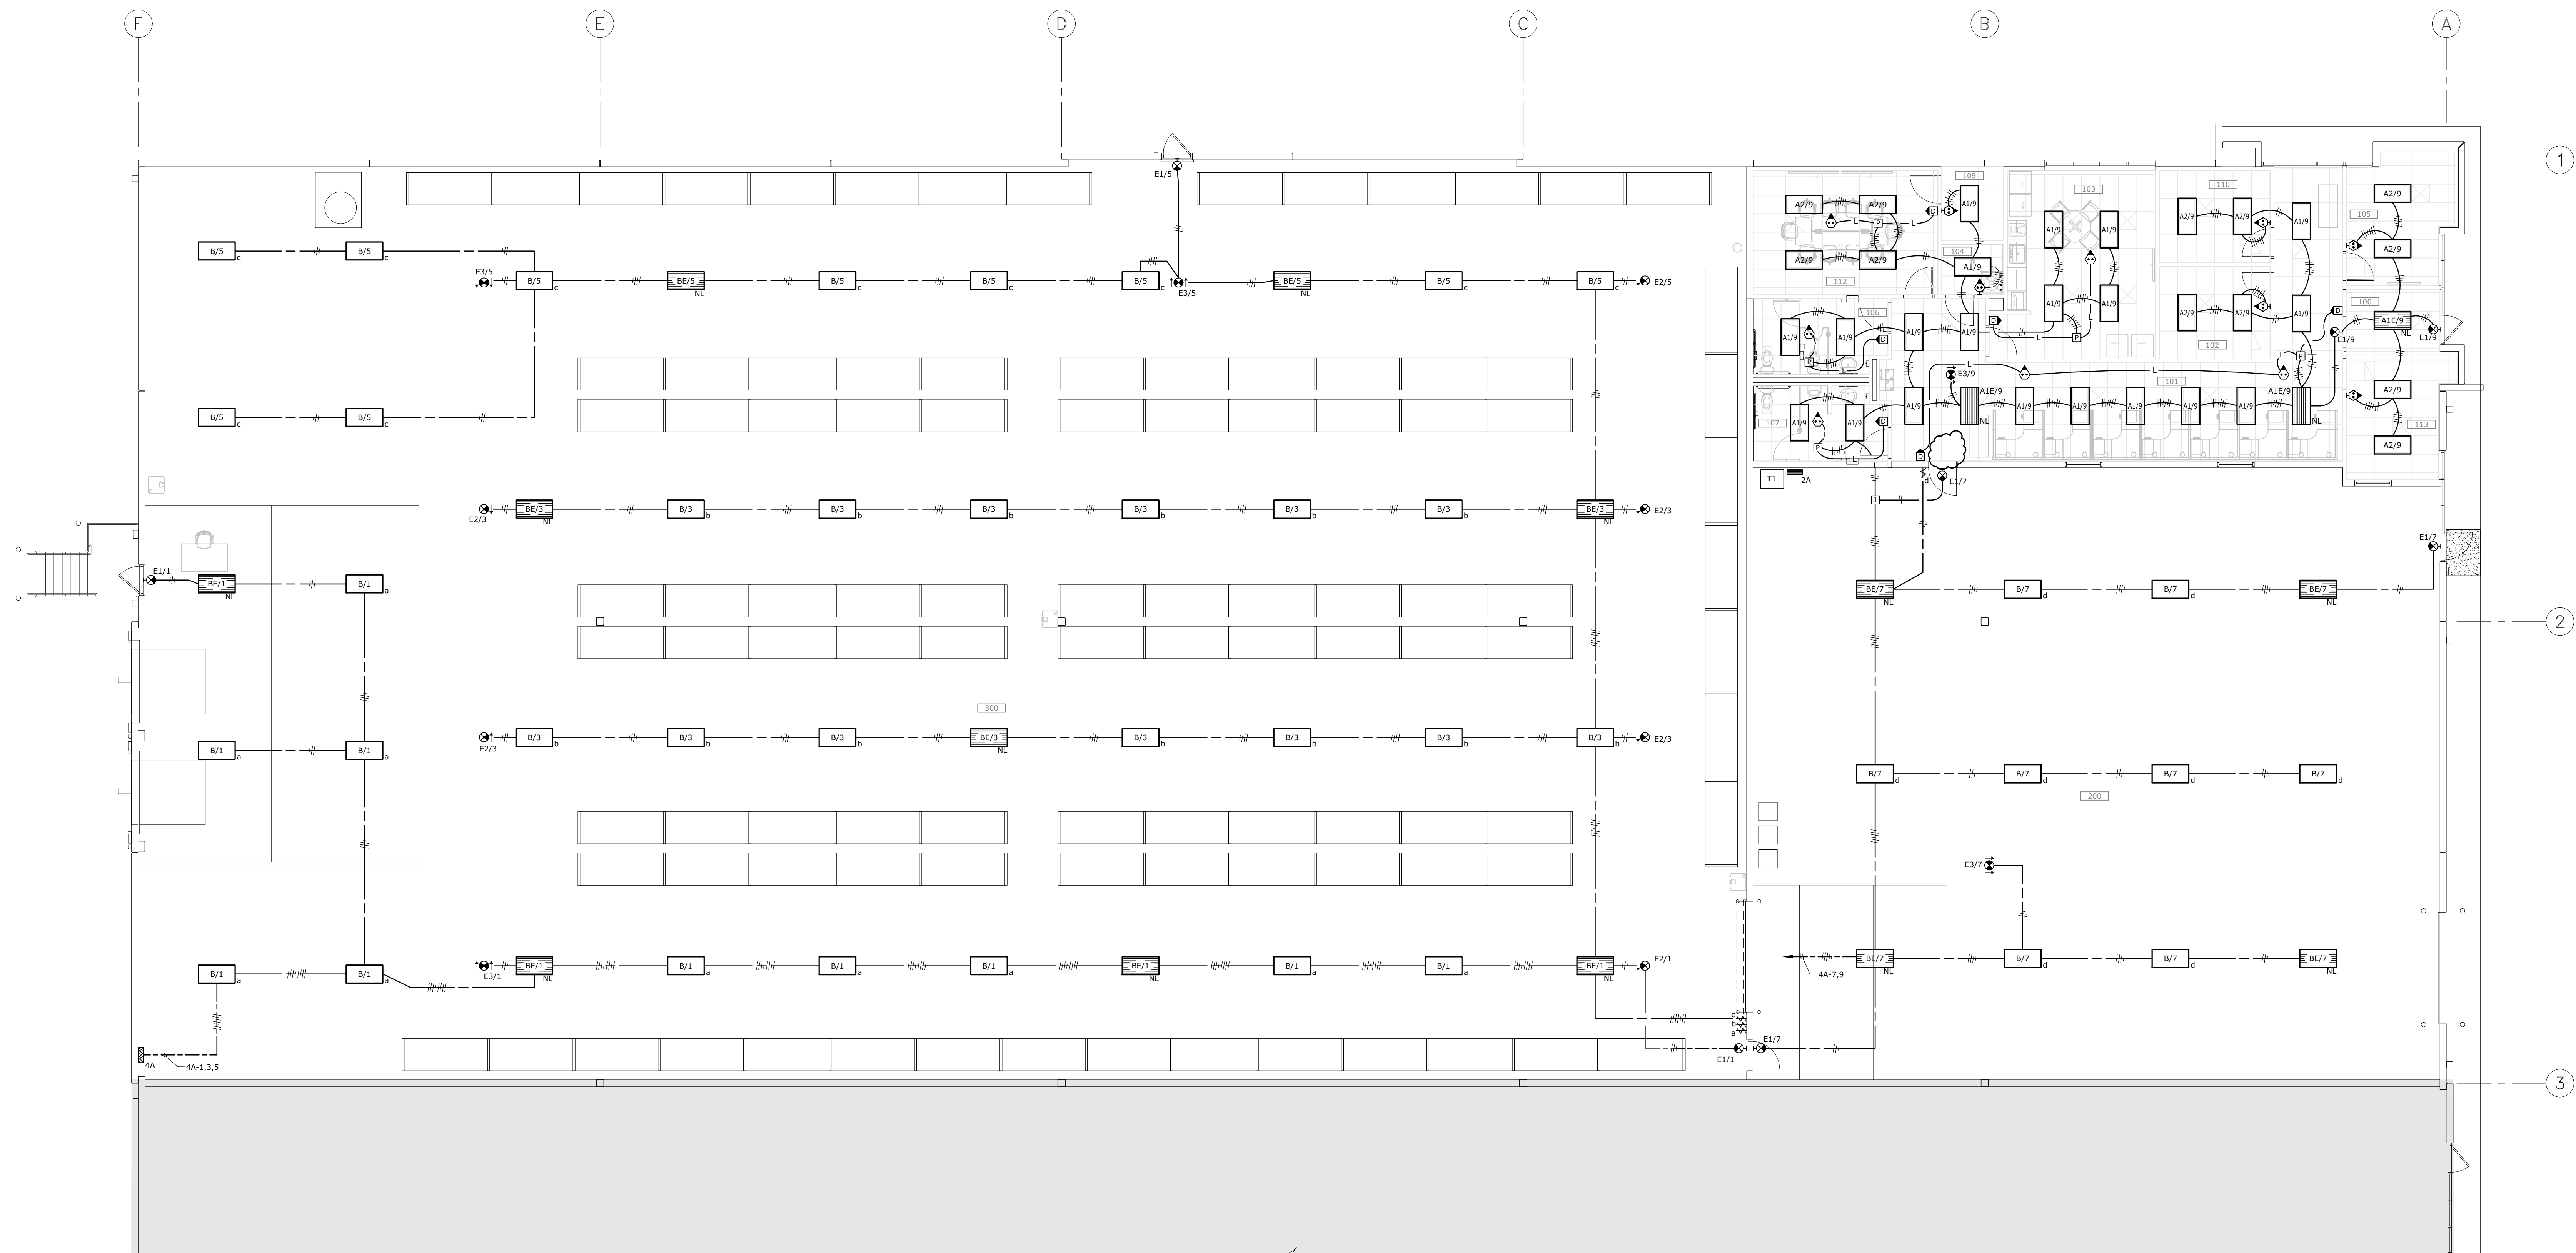 F E D C B A
1
109 103 110
A2/9 A2/9 A1/9 A2/9
E1/5
D
A1/9 A1/9 A2/9 A2/9 A1/9 105
P
L L
B/5 c B/5 c
104
A2/9 A2/9 A1/9 A2/9
E3/5 B/5 c BE/5 NL B/5 c B/5 c B/5 c E3/5 BE/5 NL B/5 c B/5 c E2/5
112
A1/9 A1/9 A2/9 A2/9 A1/9 100
106
A1/9 A1/9 A1/9 A1/9 D D A1E/9 NL
L P L E1/9 E1/9
D 102
P L L P
L
E3/9 L 101
A1E/9 A1E/9 A2/9
A1/9 A1/9 A1/9 A1/9 A1/9 A1/9 A1/9 NL NL
B/5 c B/5 c
107 A1/9 A1/9 D 113
L P L D A2/9
T1 2A d E1/7
J
E2/3 BE/3 NL B/3 b B/3 b B/3 b B/3 b B/3 b B/3 b BE/3 NL E2/3
E1/7
E1/1 BE/1 NL B/1 a
BE/7 NL B/7 d B/7 d BE/7 NL
2
300
E2/3 B/3 b B/3 b B/3 b BE/3 NL B/3 b B/3 b B/3 b B/3 b E2/3
B/1 a B/1 a
B/7 d B/7 d B/7 d B/7 d
200
E3/7
BE/7 NL B/7 d B/7 d BE/7 NL
4A-7,9
B/1 a B/1 a E3/1 BE/1 NL B/1 a B/1 a B/1 a BE/1 NL B/1 a B/1 a BE/1 NL E2/1
c
b
a
E1/7
E1/1
4A 4A-1,3,5
3